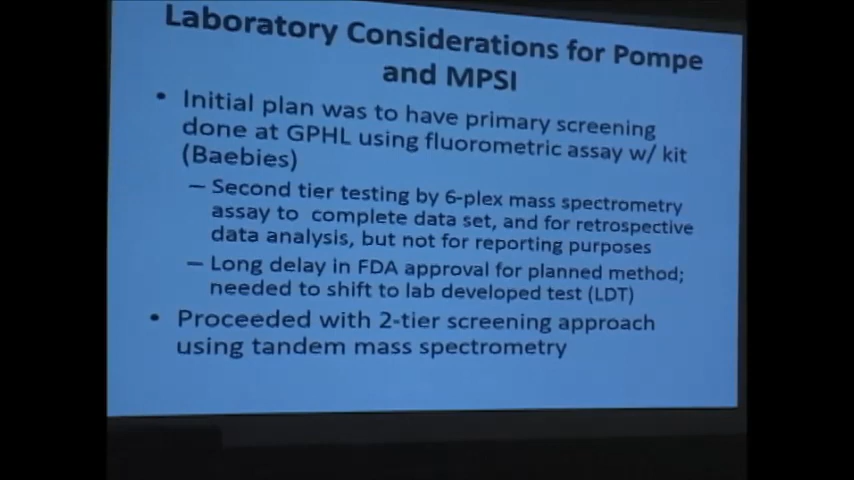 Laboratory Considerations for Pompe
and MPSI
• Initial plan was to have primary screening
done at GPHL using fluorometric assay w/ kit
(Baebies)
– Second tier testing by 6-plex mass spectrometry
assay to complete data set, and for retrospective
data analysis, but not for reporting purposes
– Long delay in FDA approval for planned method;
needed to shift to lab developed test (LDT)
• Proceeded with 2-tier screening approach
using tandem mass spectrometry